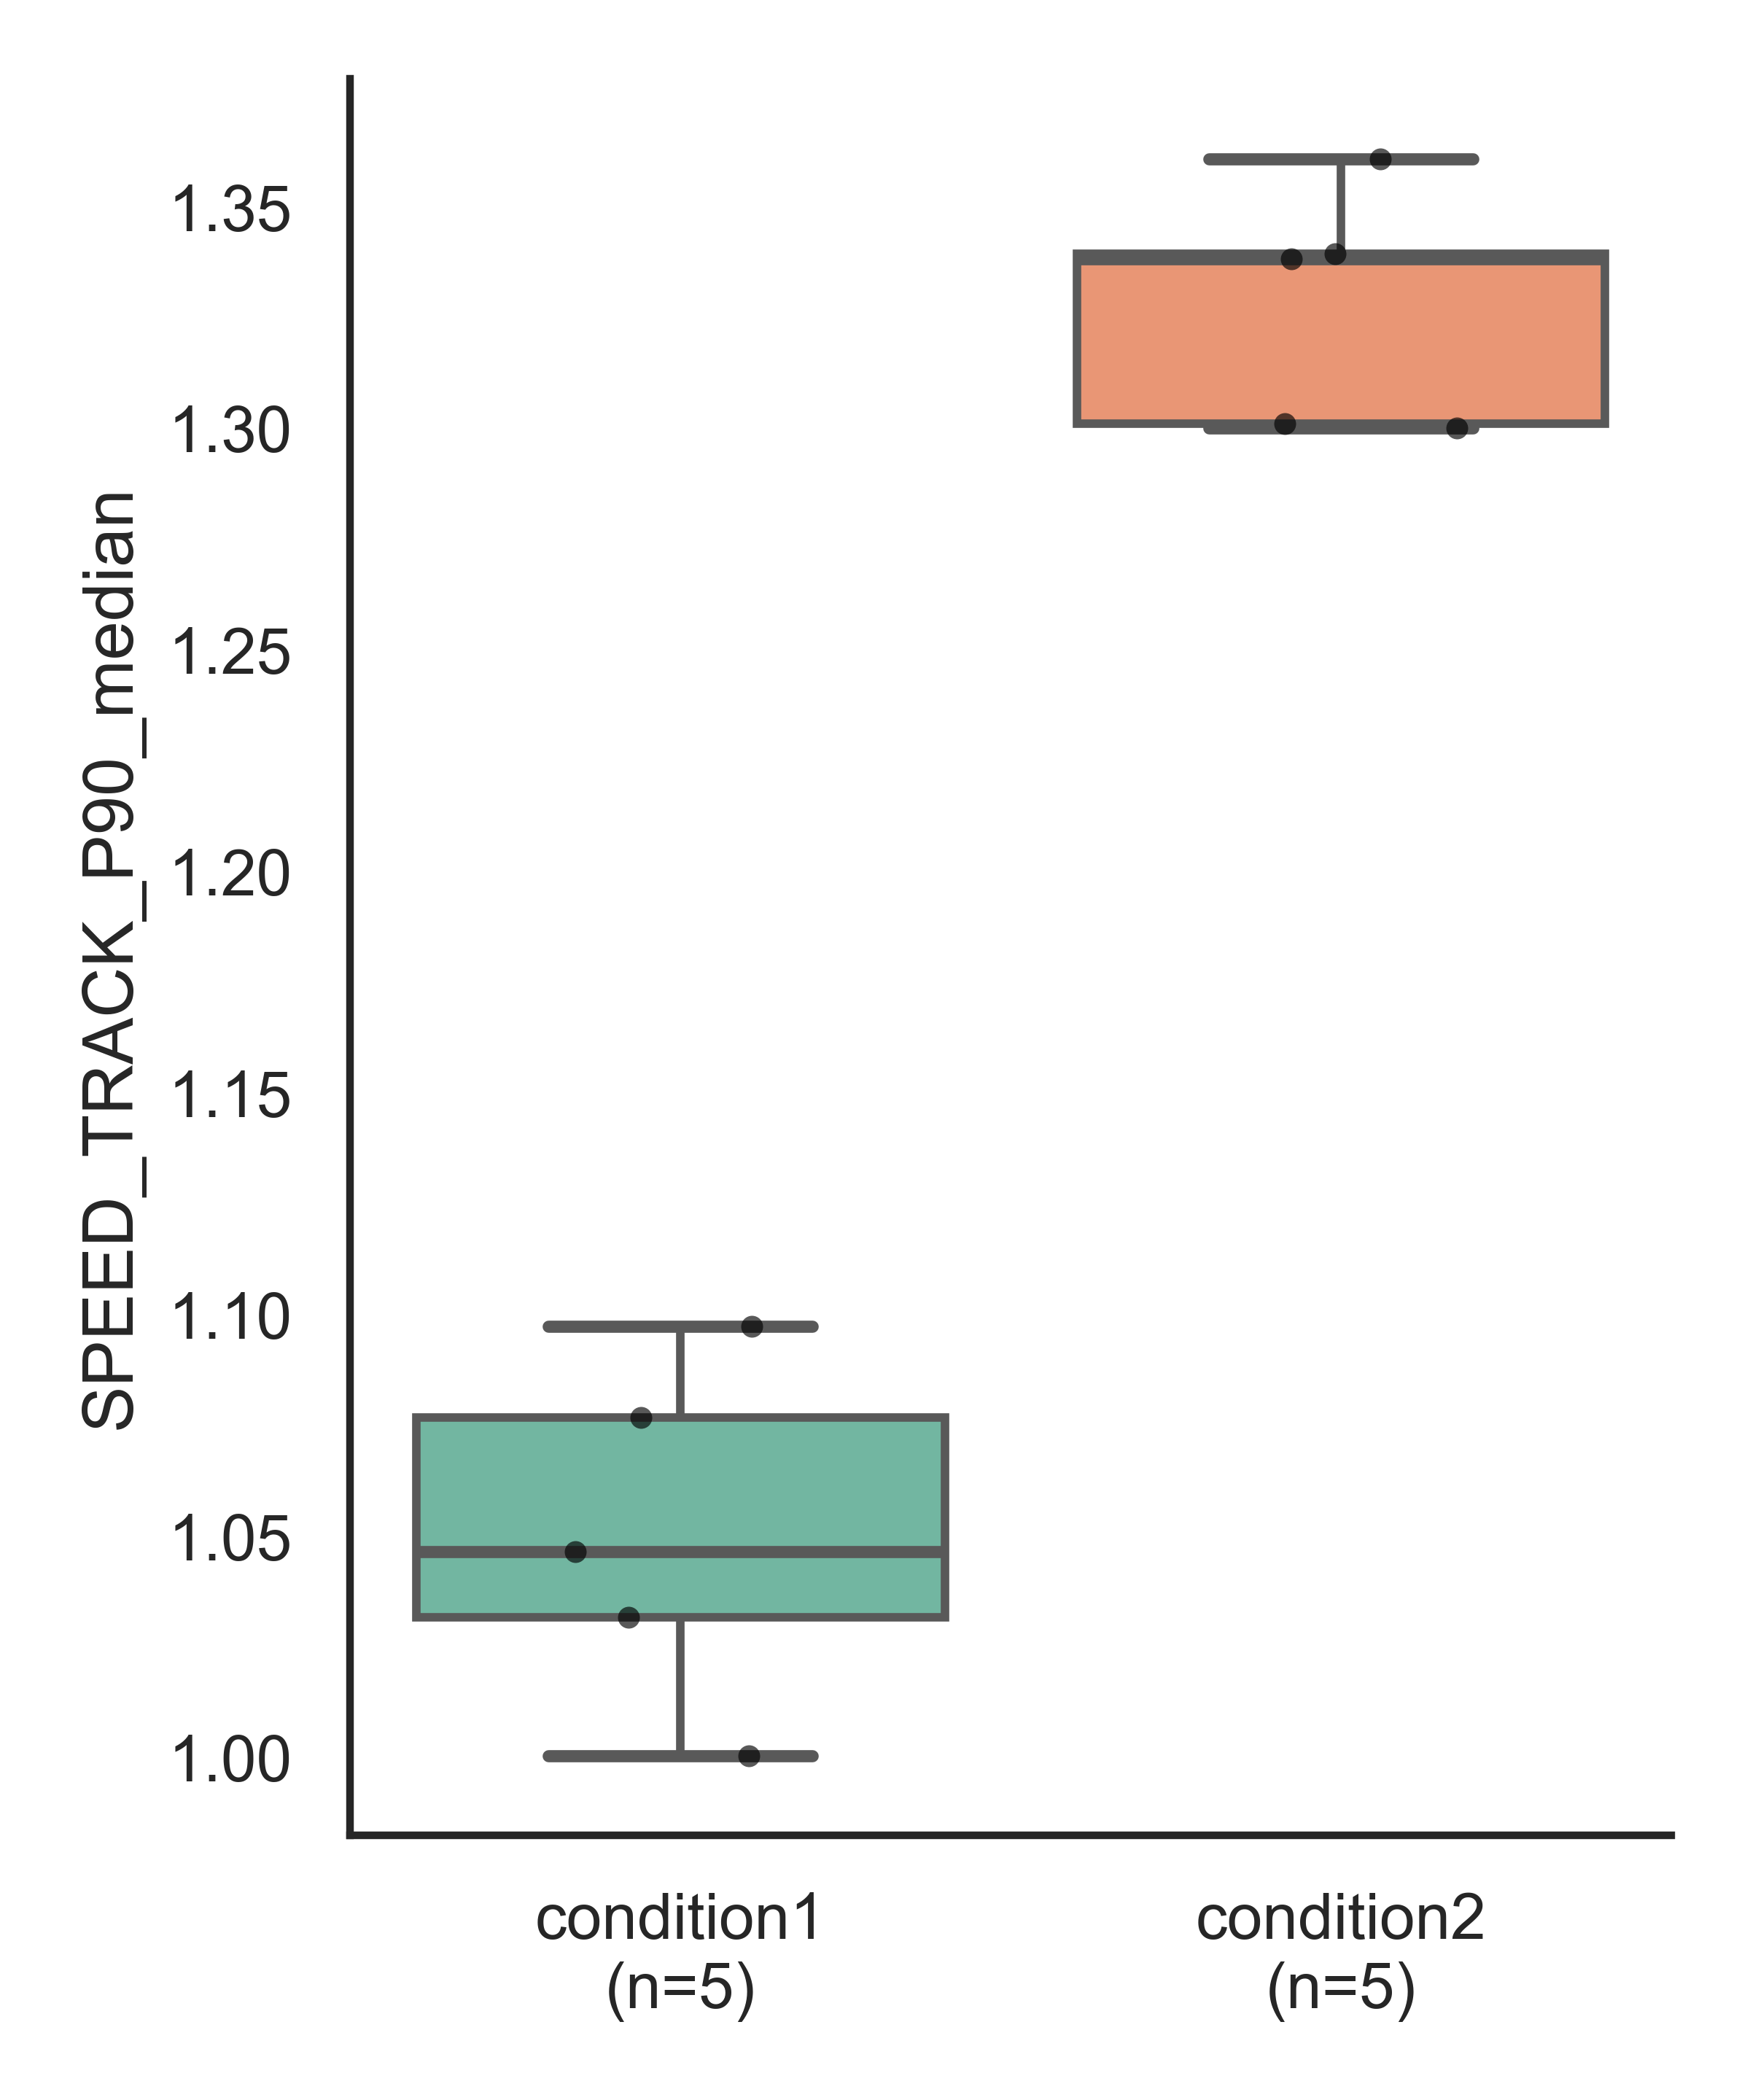 SPEED_TRACK_P90_median
1.35
1.30
1.25
1.20
1.15
1.10
1.05
1.00
condition1
(n=5)
condition2
(n=5)